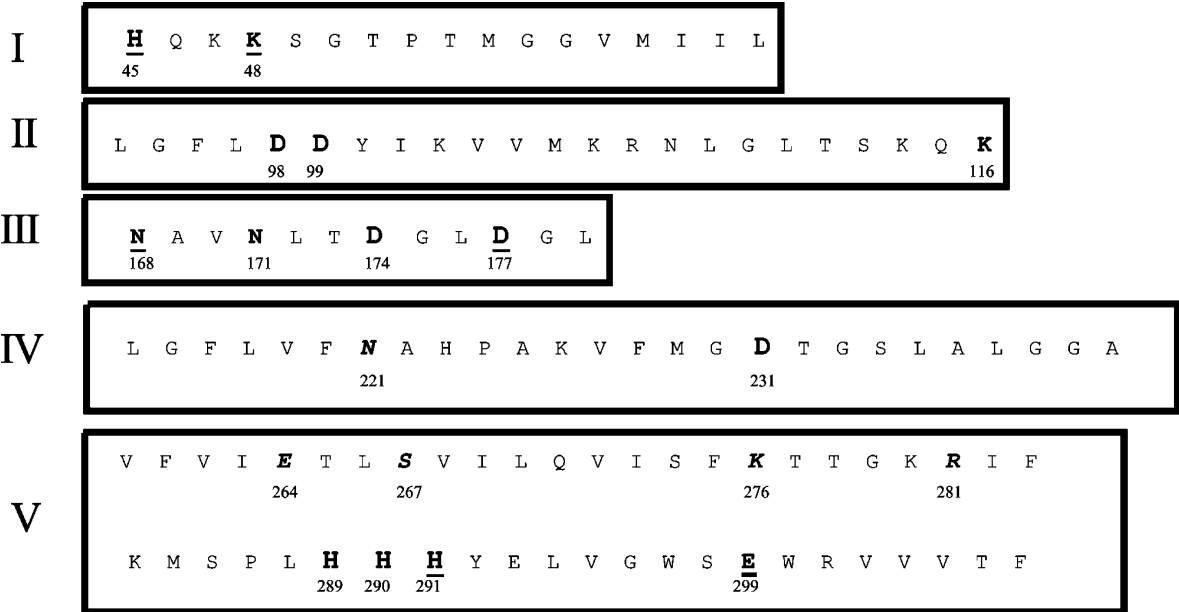 I
H Q K K S G T P T M G G V M I I L
45 48
II
L G F L D D Y I K V V M K R N L G L T S K Q K
98 99 116
III
N A V N L T D G L D G L
168 171 174 177
IV
L G F L V F N A H P A K V F M G D T G S L A L G G A
221 231
V
V F V I E T L S V I L Q V I S F K T T G K R I F
264 267 276 281
K M S P L H H H Y E L V G W S E W R V V V T F
289 290 291 299